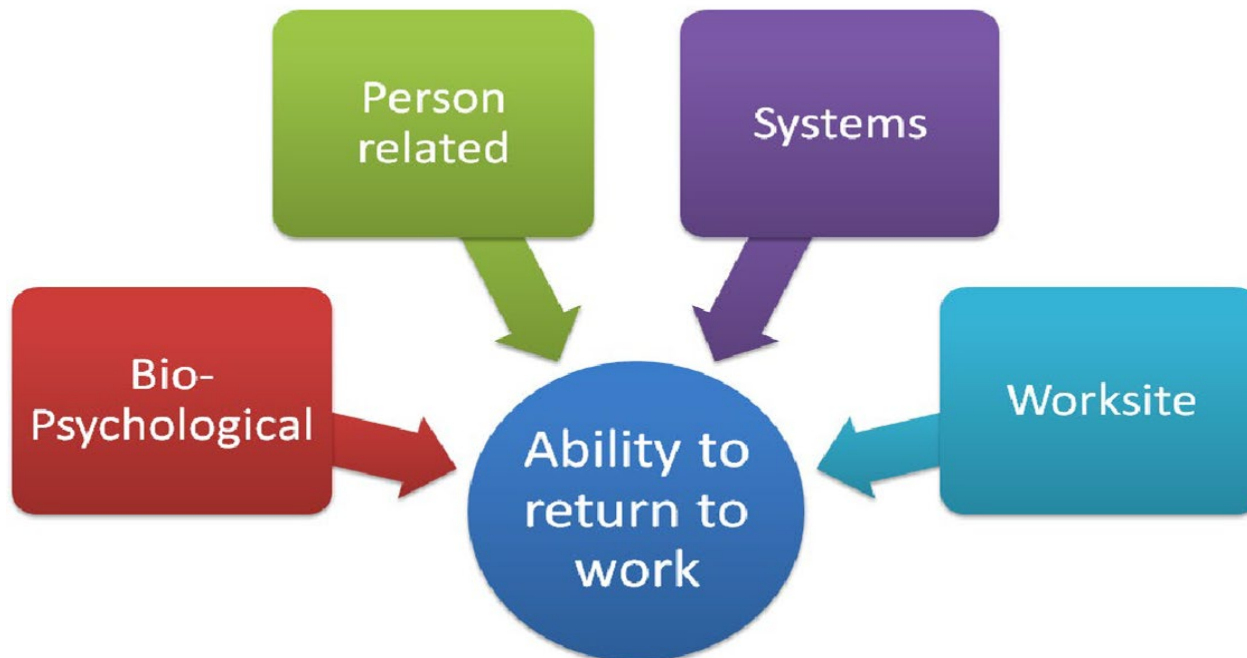 Person
related
Systems
Bio-
Psychological
Worksite
Ability to
return to
work